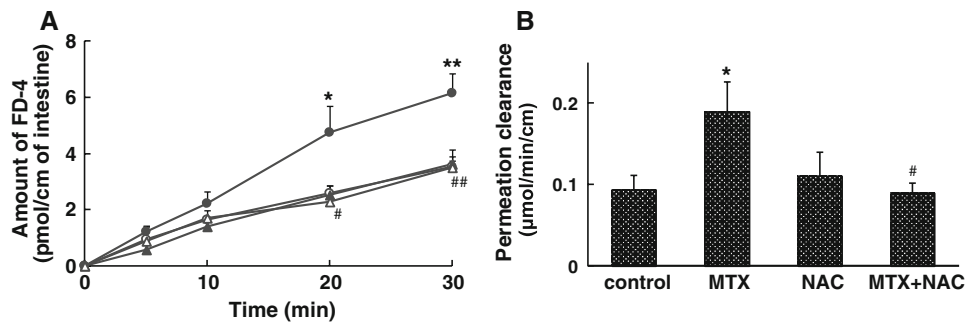 A
Amount of FD-4
(pmol/cm of intestine)
8
6
4
2
0
*
**
#
##
0 10 20 30
Time (min)
B
Permeation clearance
(μmol/min/cm)
0.2
0.1
0
*
#
control MTX NAC MTX+NAC